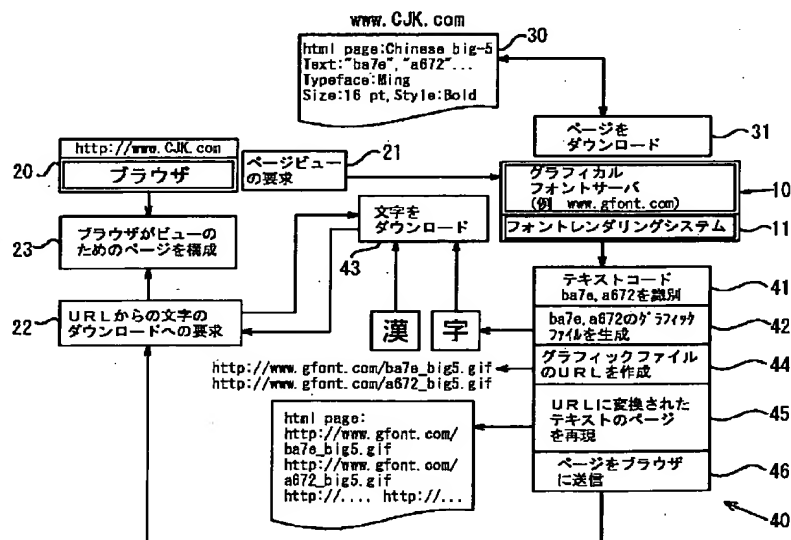 www.CJK.com
30
html page:Chinese big-5
Text:"ba7e","a672"...
Typeface:Ming
Size:16 pt,Style:Bold
ページを
ダウンロード
31
http://www.CJK.com
20
ブラウザ
21
ページビュー
の要求
グラフィカル
フォントサーバ
(例 www.gfont.com)
10
フォントレンダリングシステム
11
文字を
ダウンロード
43
23
ブラウザがビューの
ためのページを構成
22
URLからの文字の
ダウンロードへの要求
漢
字
テキストコード
ba7e,a672を識別
41
ba7e,a672のグラフィック
ファイルを生成
42
グラフィックファイル
のURLを作成
44
http://www.gfont.com/ba7e_big5.gif
http://www.gfont.com/a672_big5.gif
URLに変換された
テキストのページ
を再現
45
html page:
http://www.gfont.com/
ba7e_big5.gif
http://www.gfont.com/
a672_big5.gif
http://.... http://...
ページをブラウザ
に送信
46
40